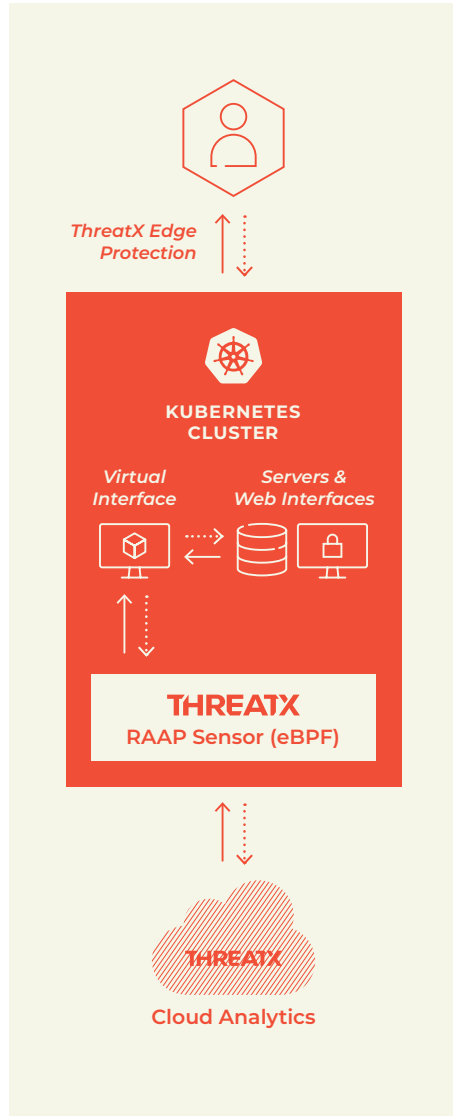 ThreatX Edge
Protection
KUBERNETES
CLUSTER
Virtual
Interface
Servers &
Web Interfaces
THREATX
RAAP Sensor (eBPF)
THREATX
Cloud Analytics